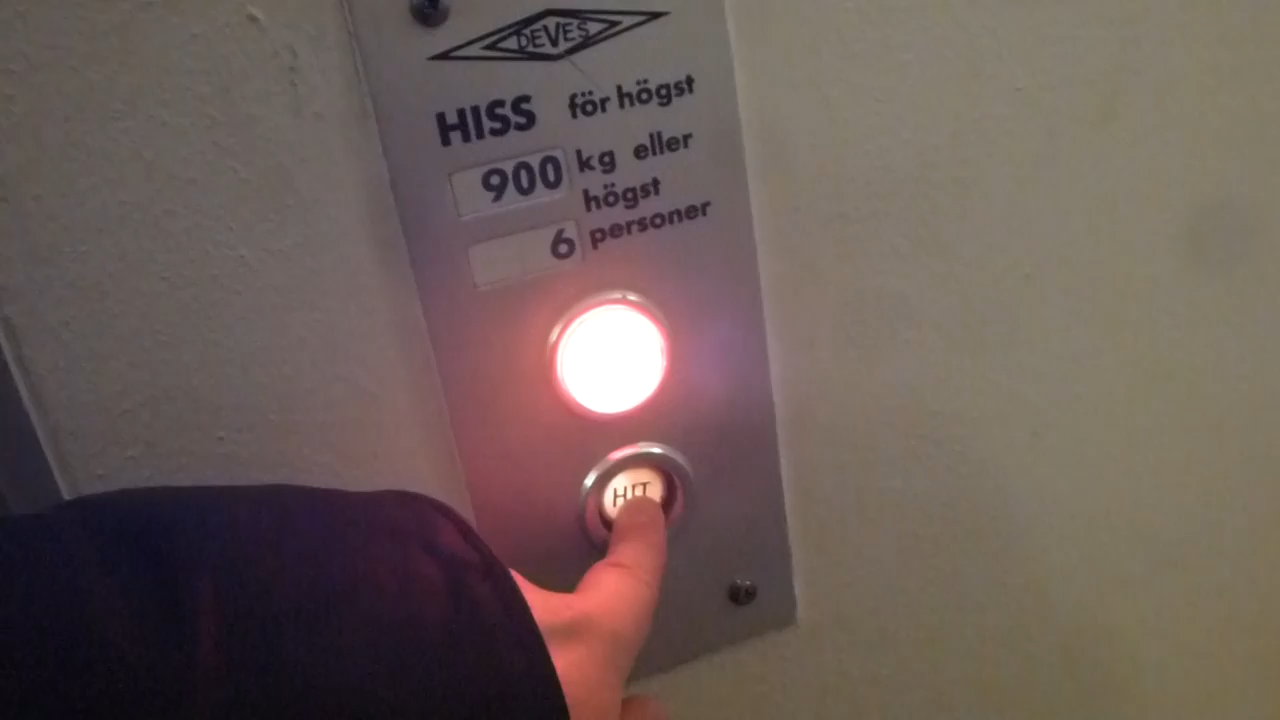 DEVES
HISS för högst
900 kg eller
högst
6 personer
HIT